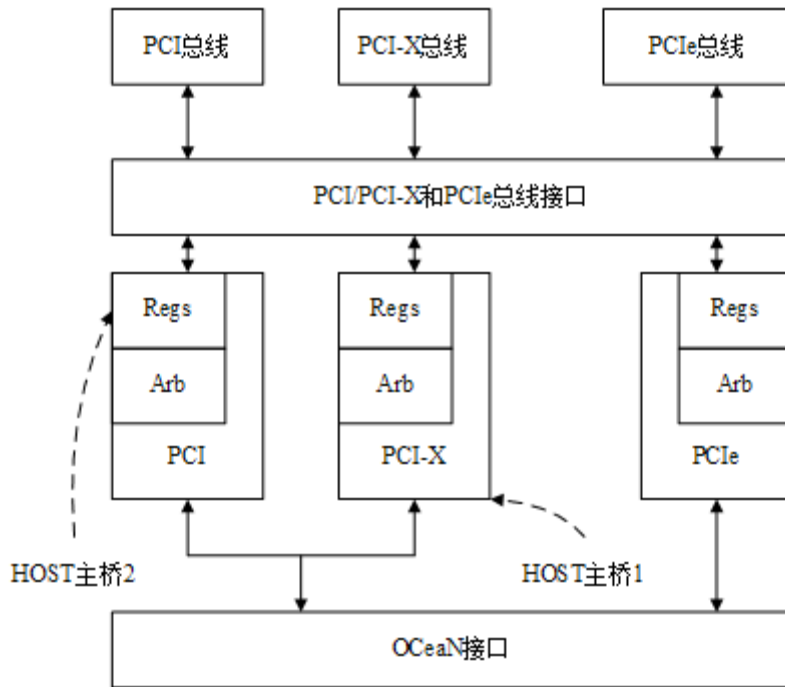 PCI总线
PCI-X总线
PCIe总线
PCI/PCI-X和PCIe总线接口
Regs
Regs
Regs
Arb
Arb
Arb
PCI
PCI-X
PCIe
HOST主桥2
HOST主桥1
OCeaN接口